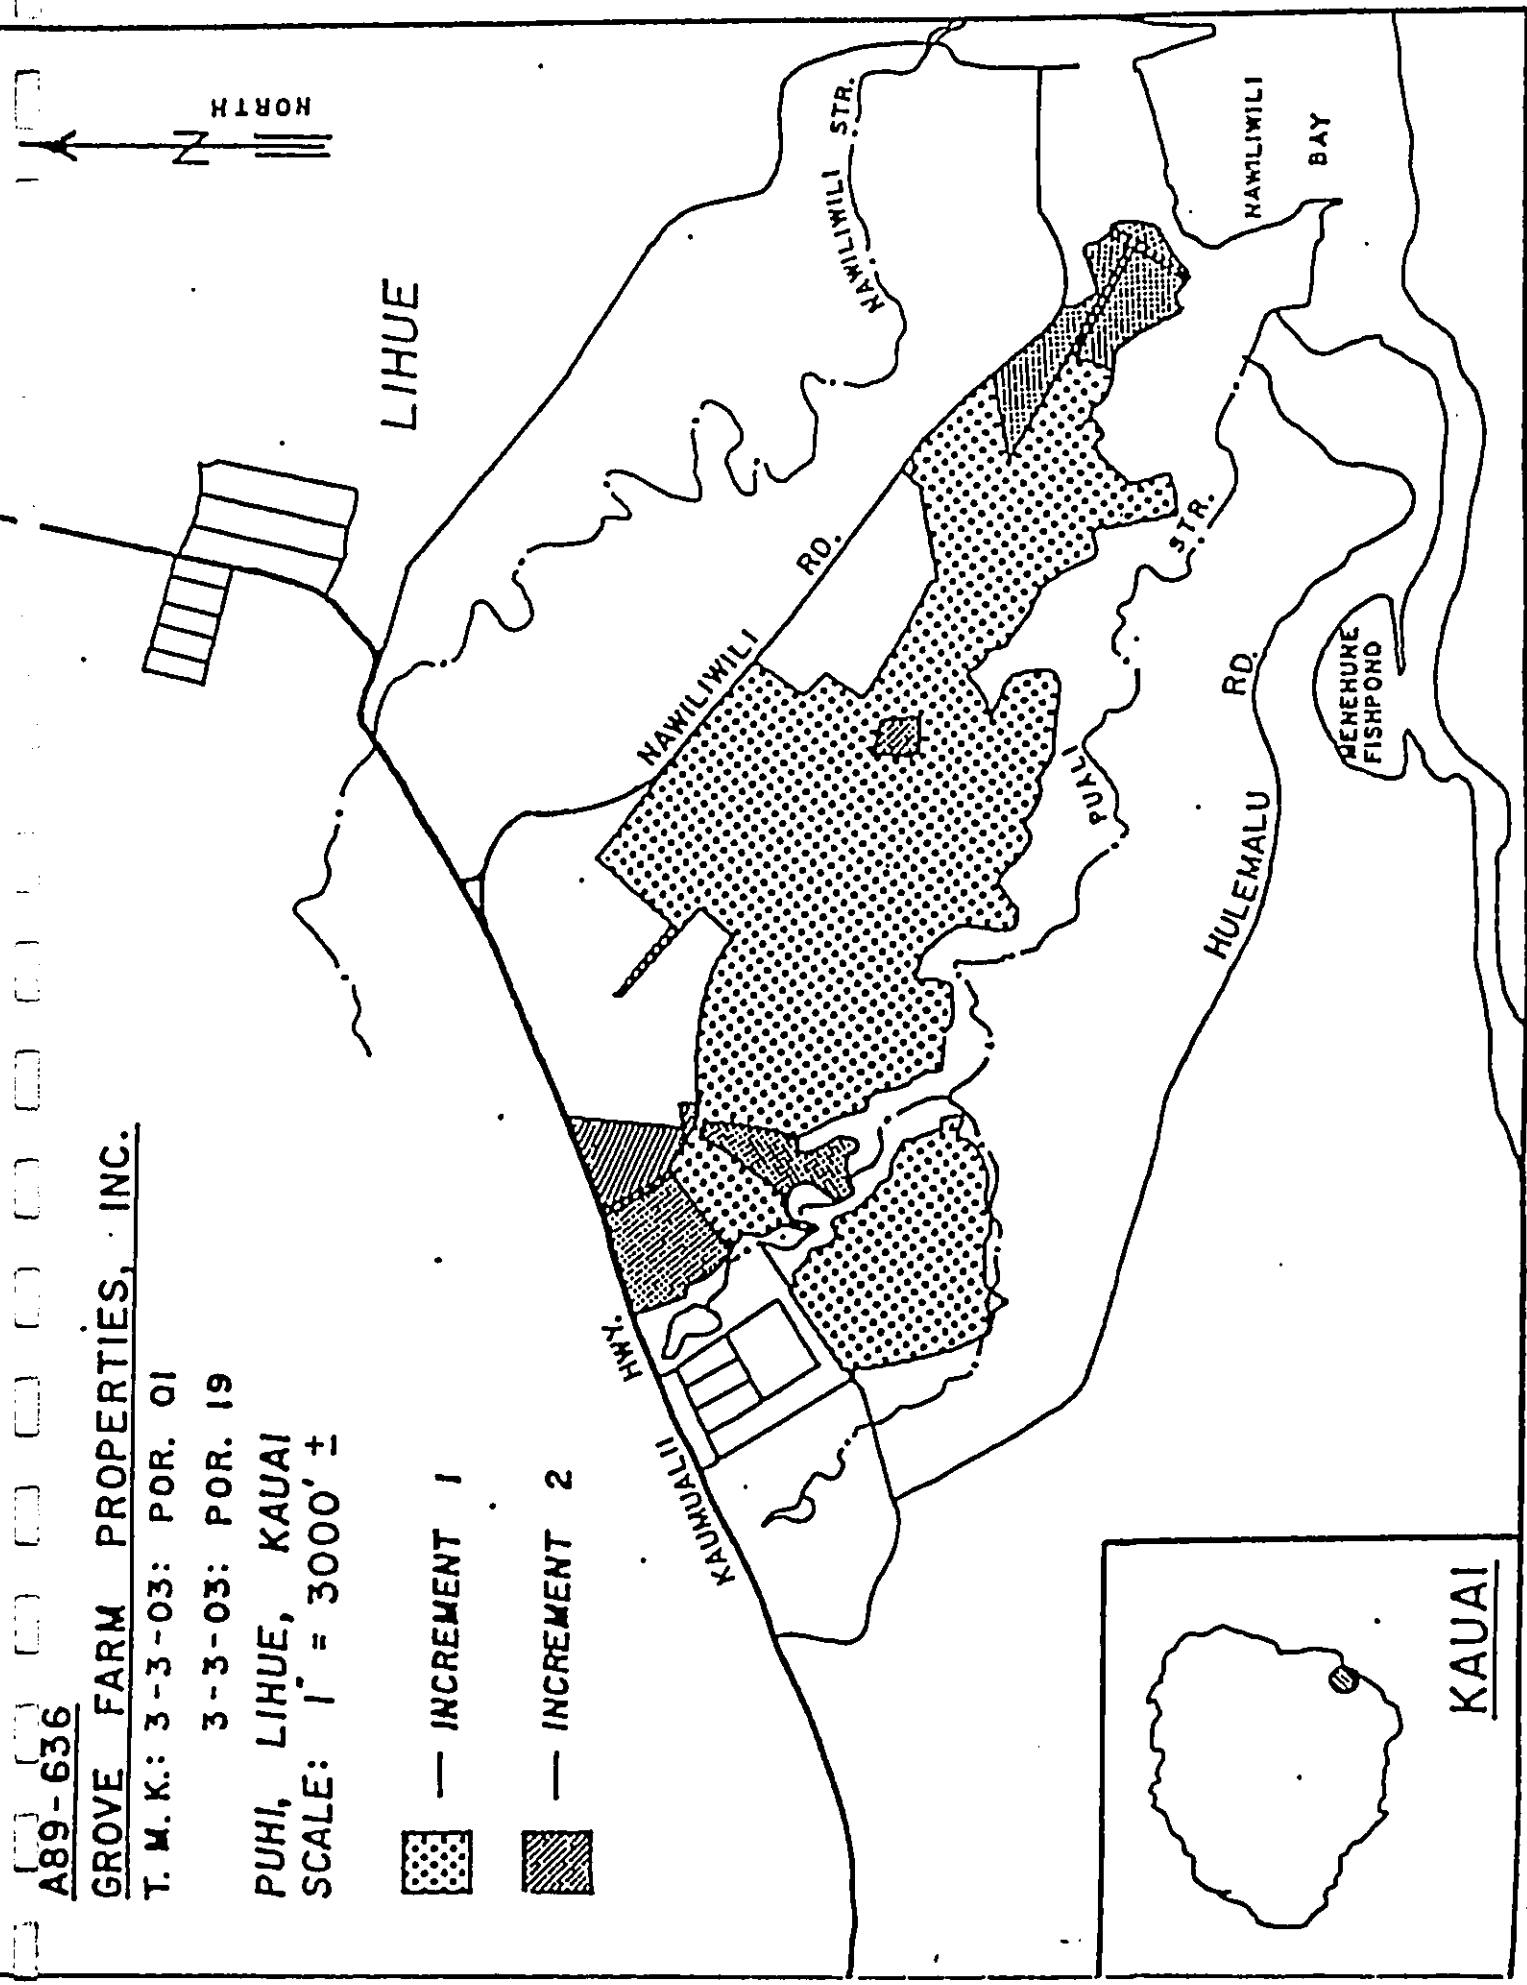 A89-636
GROVE FARM PROPERTIES, INC.
T. M. K.: 3-3-03: POR. 01
3-3-03: POR. 19
PUHI, LIHUE, KAUAI
SCALE: 1" = 3000' ±
— INCREMENT 1
— INCREMENT 2
NORTH
N
LIHUE
NAWILIWILI STR.
NAWILIWILI STR.
NAWILIWILI RD.
NAWILIWILI
BAY
KAUMUALII HWY.
PUALI STR.
HULEMALU RD.
MENEHUNE
FISHPOND
KAUAI